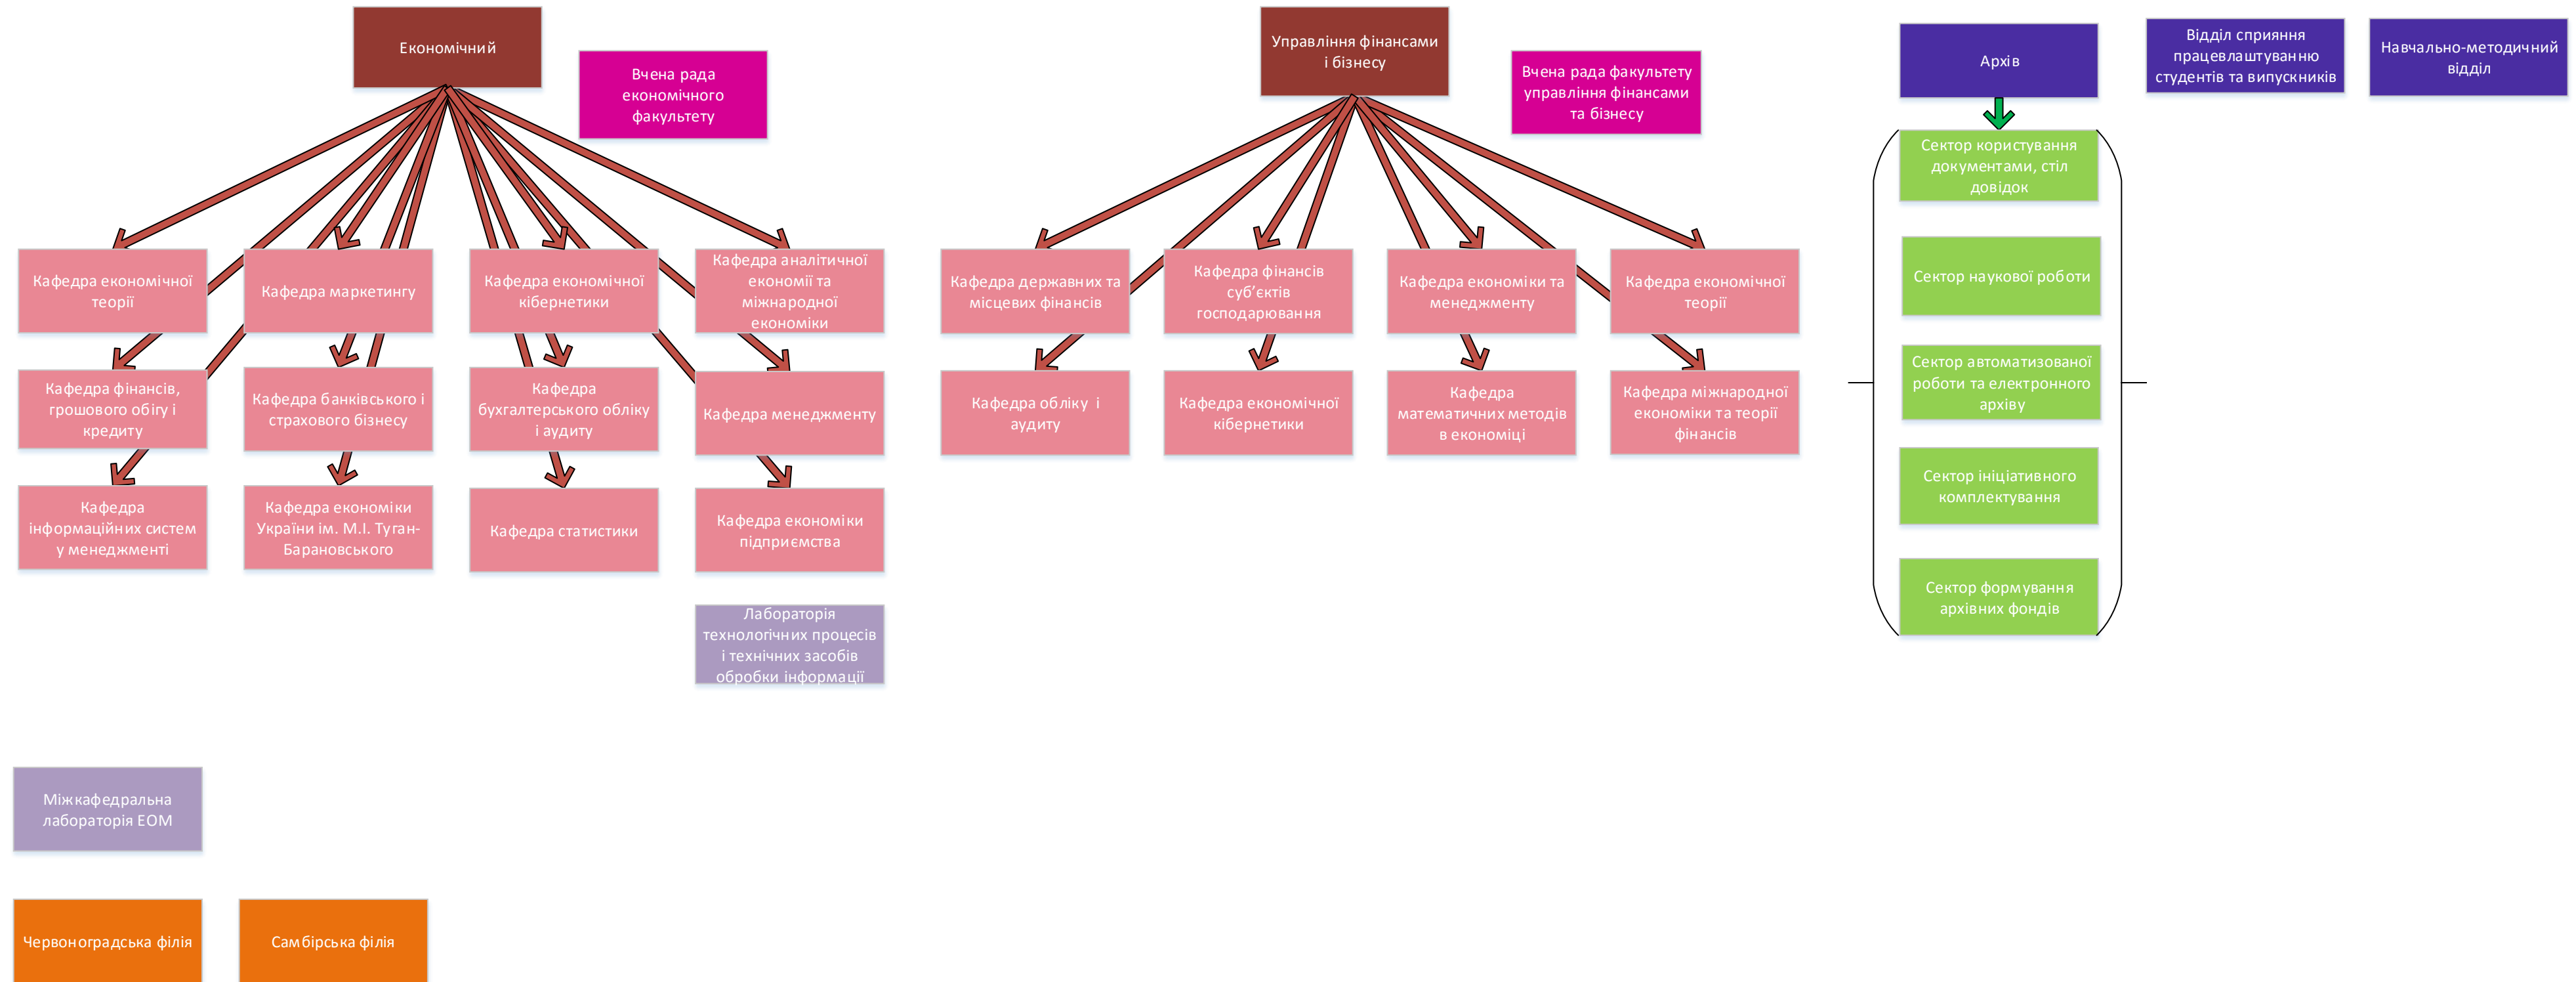 Економічний
Вчена рада
економічного
факультету
Кафедра економічної
теорії
Кафедра маркетингу
Кафедра економічної
кібернетики
Кафедра аналітичної
економії та
міжнародної
економіки
Кафедра фінансів,
грошового обігу і
кредиту
Кафедра банківського і
страхового бізнесу
Кафедра
бухгалтерського обліку
і аудиту
Кафедра менеджменту
Кафедра
інформаційних систем
у менеджменті
Кафедра економіки
України ім. М.І. Туган-
Барановського
Кафедра статистики
Кафедра економіки
підприємства
Лабораторія
технологічних процесів
і технічних засобів
обробки інформації
Міжкафедральна
лабораторія ЕОМ
Червоноградська філія
Самбірська філія
Управління фінансами
і бізнесу
Вчена рада факультету
управління фінансами
та бізнесу
Кафедра державних та
місцевих фінансів
Кафедра фінансів
суб’єктів
господарювання
Кафедра економіки та
менеджменту
Кафедра економічної
теорії
Кафедра обліку і
аудиту
Кафедра економічної
кібернетики
Кафедра
математичних методів
в економіці
Кафедра міжнародної
економіки та теорії
фінансів
Архів
Відділ сприяння
працевлаштуванню
студентів та випускників
Навчально-методичний
відділ
Сектор користування
документами, стіл
довідок
Сектор наукової роботи
Сектор автоматизованої
роботи та електронного
архіву
Сектор ініціативного
комплектування
Сектор формування
архівних фондів